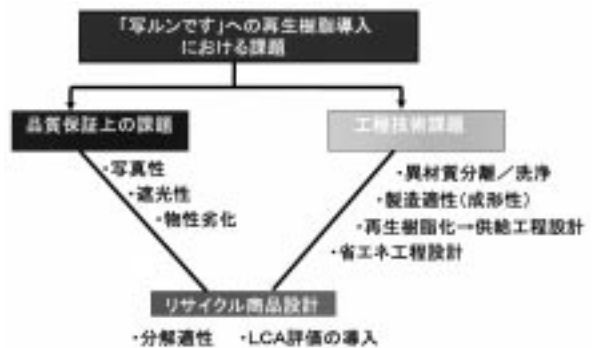 「写ルンです」への再生樹脂導入
における課題
品質保証上の課題
工程技術課題
・写真性
・遮光性
・物性劣化
・異材質分離／洗浄
・製造適性(成形性)
・再生樹脂化→供給工程設計
・省エネ工程設計
リサイクル商品設計
・分解適性 ・LCA評価の導入